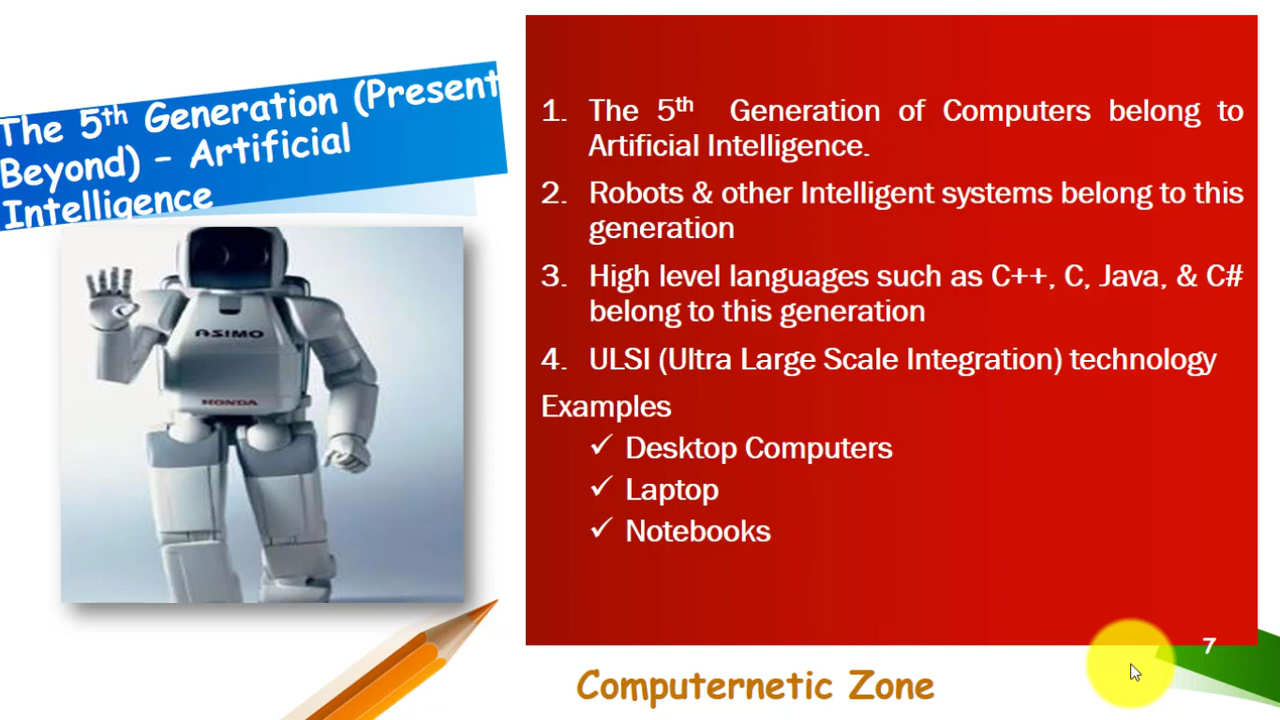 The 5th Generation (Present
Beyond) – Artificial
Intelligence
ASIMO
HONDA
1. The 5th Generation of Computers belong to
Artificial Intelligence.
2. Robots & other Intelligent systems belong to this
generation
3. High level languages such as C++, C, Java, & C#
belong to this generation
4. ULSI (Ultra Large Scale Integration) technology
Examples
✓ Desktop Computers
✓ Laptop
✓ Notebooks
7
Computernetic Zone